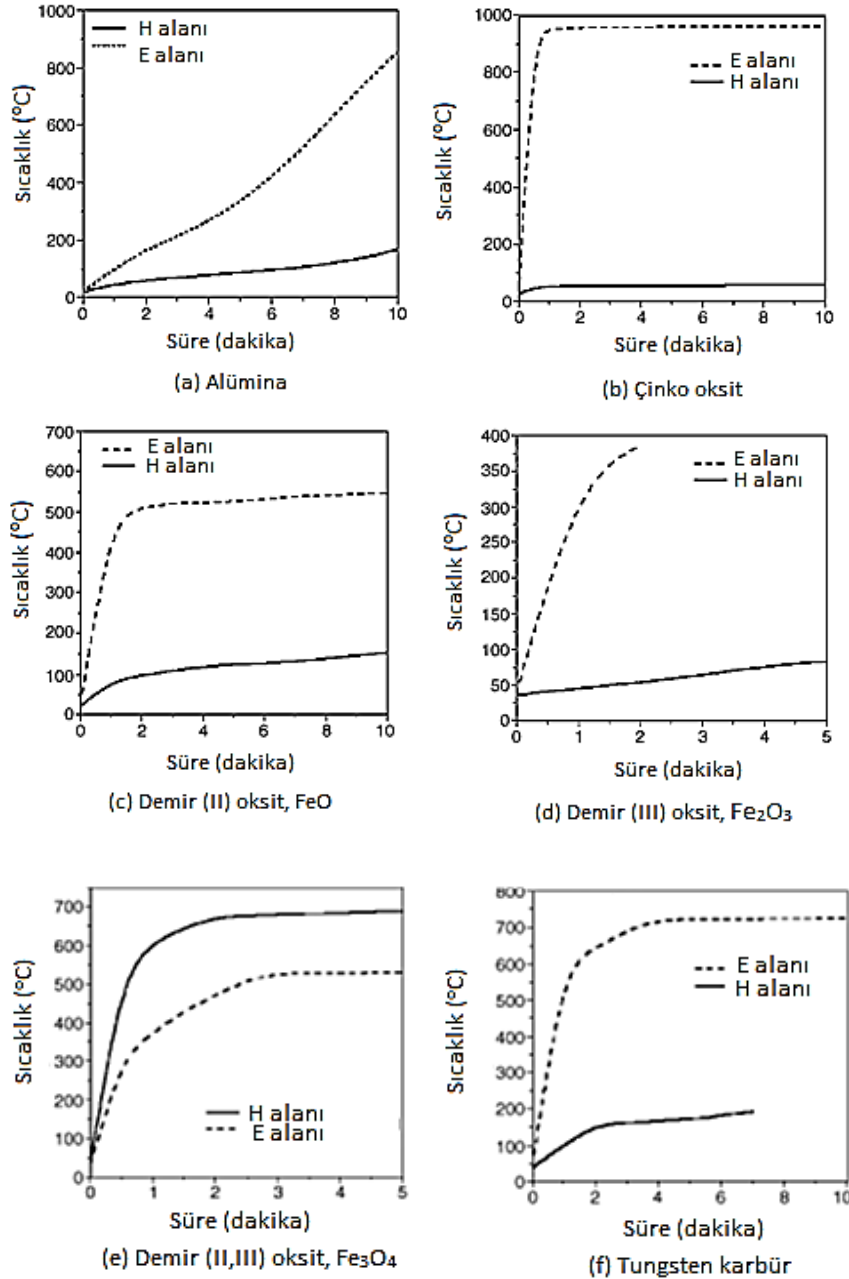 1000
800
600
400
200
0
Sıcaklık (°C)
H alanı
E alanı
0 2 4 6 8 10
Süre (dakika)
(a) Alümina
1000
800
600
400
200
0
Sıcaklık (°C)
E alanı
H alanı
0 2 4 6 8 10
Süre (dakika)
(b) Çinko oksit
700
600
500
400
300
200
100
0
Sıcaklık (°C)
E alanı
H alanı
0 2 4 6 8 10
Süre (dakika)
(c) Demir (II) oksit, FeO
400
350
300
250
200
150
100
50
0
Sıcaklık (°C)
E alanı
H alanı
0 1 2 3 4 5
Süre (dakika)
(d) Demir (III) oksit, Fe₂O₃
700
600
500
400
300
200
100
0
Sıcaklık (°C)
H alanı
E alanı
0 1 2 3 4 5
Süre (dakika)
(e) Demir (II,III) oksit, Fe₃O₄
800
700
600
500
400
300
200
100
0
Sıcaklık (°C)
E alanı
H alanı
0 2 4 6 8 10
Süre (dakika)
(f) Tungsten karbür